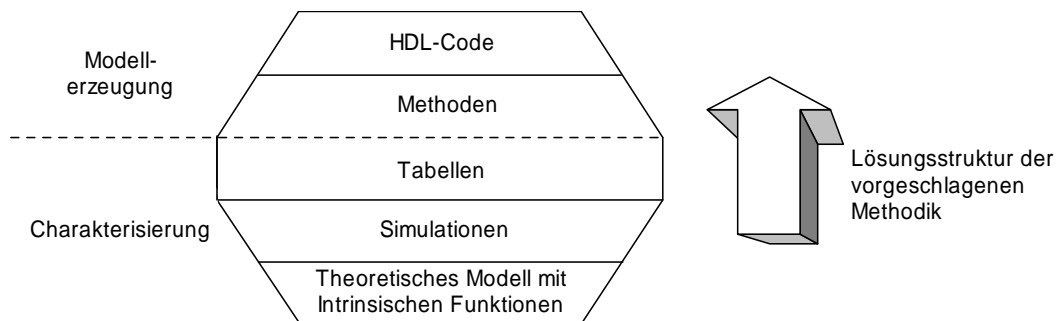 HDL-Code
Modell-
erzeugung
Methoden
Tabellen
Lösungsstruktur der
vorgeschlagenen
Methodik
Charakterisierung
Simulationen
Theoretisches Modell mit
Intrinsischen Funktionen